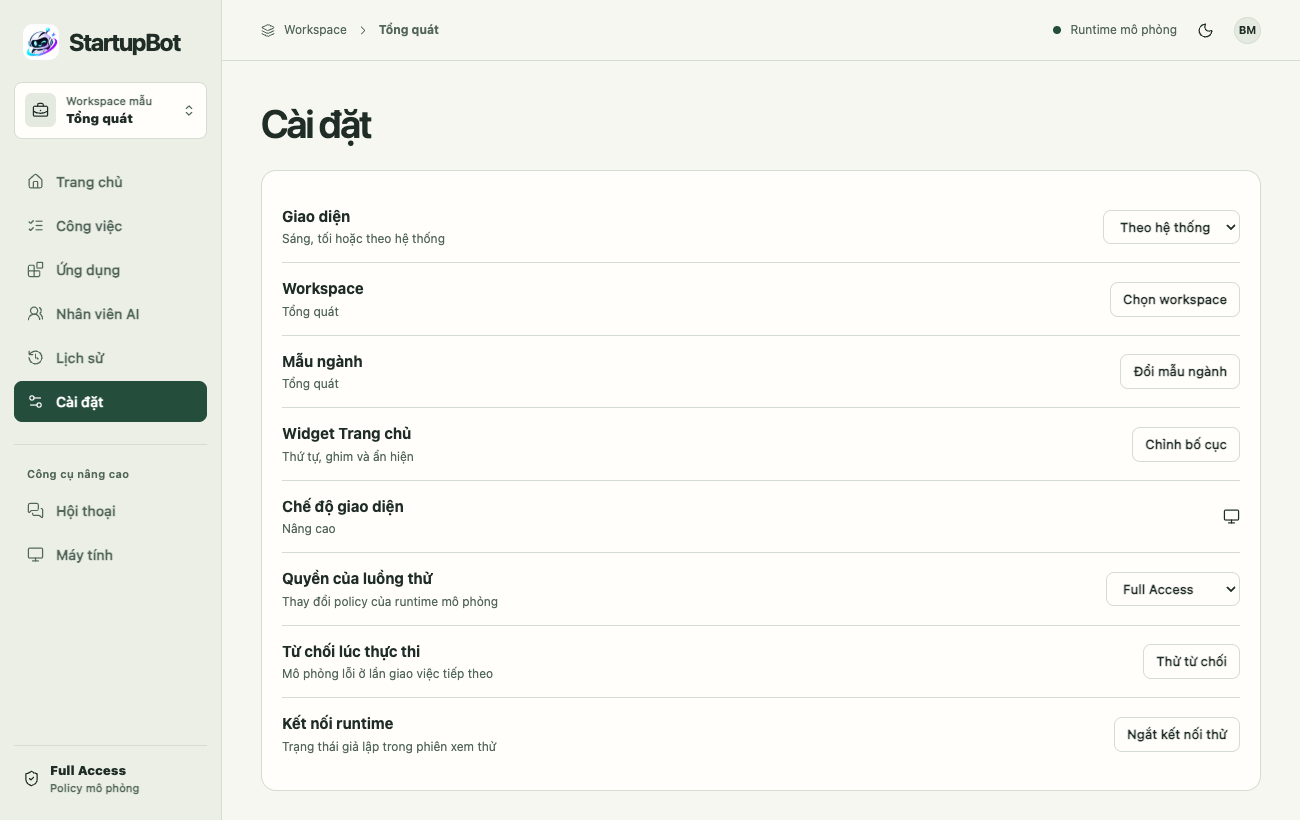 StartupBot
Workspace mẫu
Tổng quát
Trang chủ
Công việc
Ứng dụng
Nhân viên AI
Lịch sử
Cài đặt
Công cụ nâng cao
Hội thoại
Máy tính
Full Access
Policy mô phỏng
Workspace > Tổng quát
Runtime mô phỏng
BM
Cài đặt
Giao diện
Sáng, tối hoặc theo hệ thống
Theo hệ thống
Workspace
Tổng quát
Chọn workspace
Mẫu ngành
Tổng quát
Đổi mẫu ngành
Widget Trang chủ
Thứ tự, ghim và ẩn hiện
Chỉnh bố cục
Chế độ giao diện
Nâng cao
Quyền của luồng thử
Thay đổi policy của runtime mô phỏng
Full Access
Từ chối lúc thực thi
Mô phỏng lỗi ở lần giao việc tiếp theo
Thử từ chối
Kết nối runtime
Trạng thái giả lập trong phiên xem thử
Ngắt kết nối thử